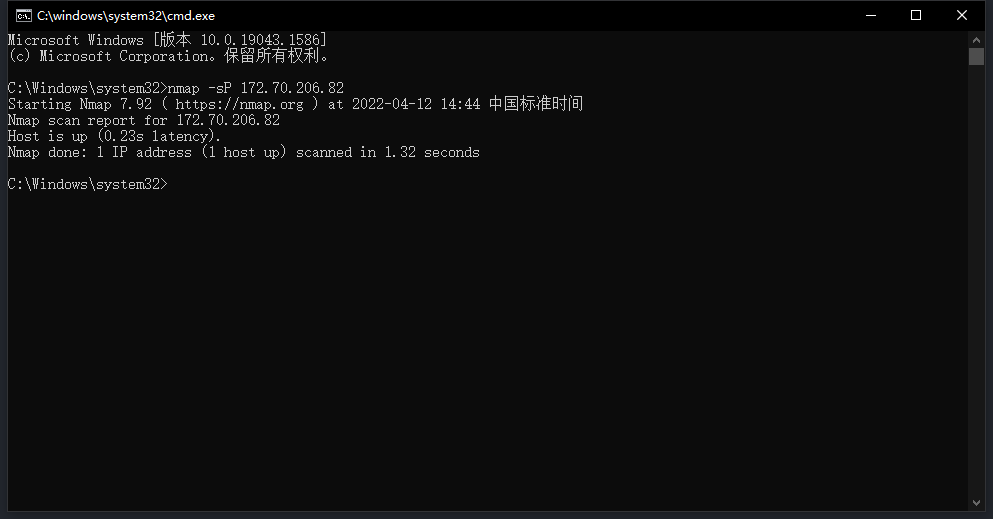 C:\windows\system32\cmd.exe
Microsoft Windows [版本 10.0.19043.1586]
(c) Microsoft Corporation。保留所有权利。
C:\Windows\system32>nmap -sP 172.70.206.82
Starting Nmap 7.92 ( https://nmap.org ) at 2022-04-12 14:44 中国标准时间
Nmap scan report for 172.70.206.82
Host is up (0.23s latency).
Nmap done: 1 IP address (1 host up) scanned in 1.32 seconds
C:\Windows\system32>